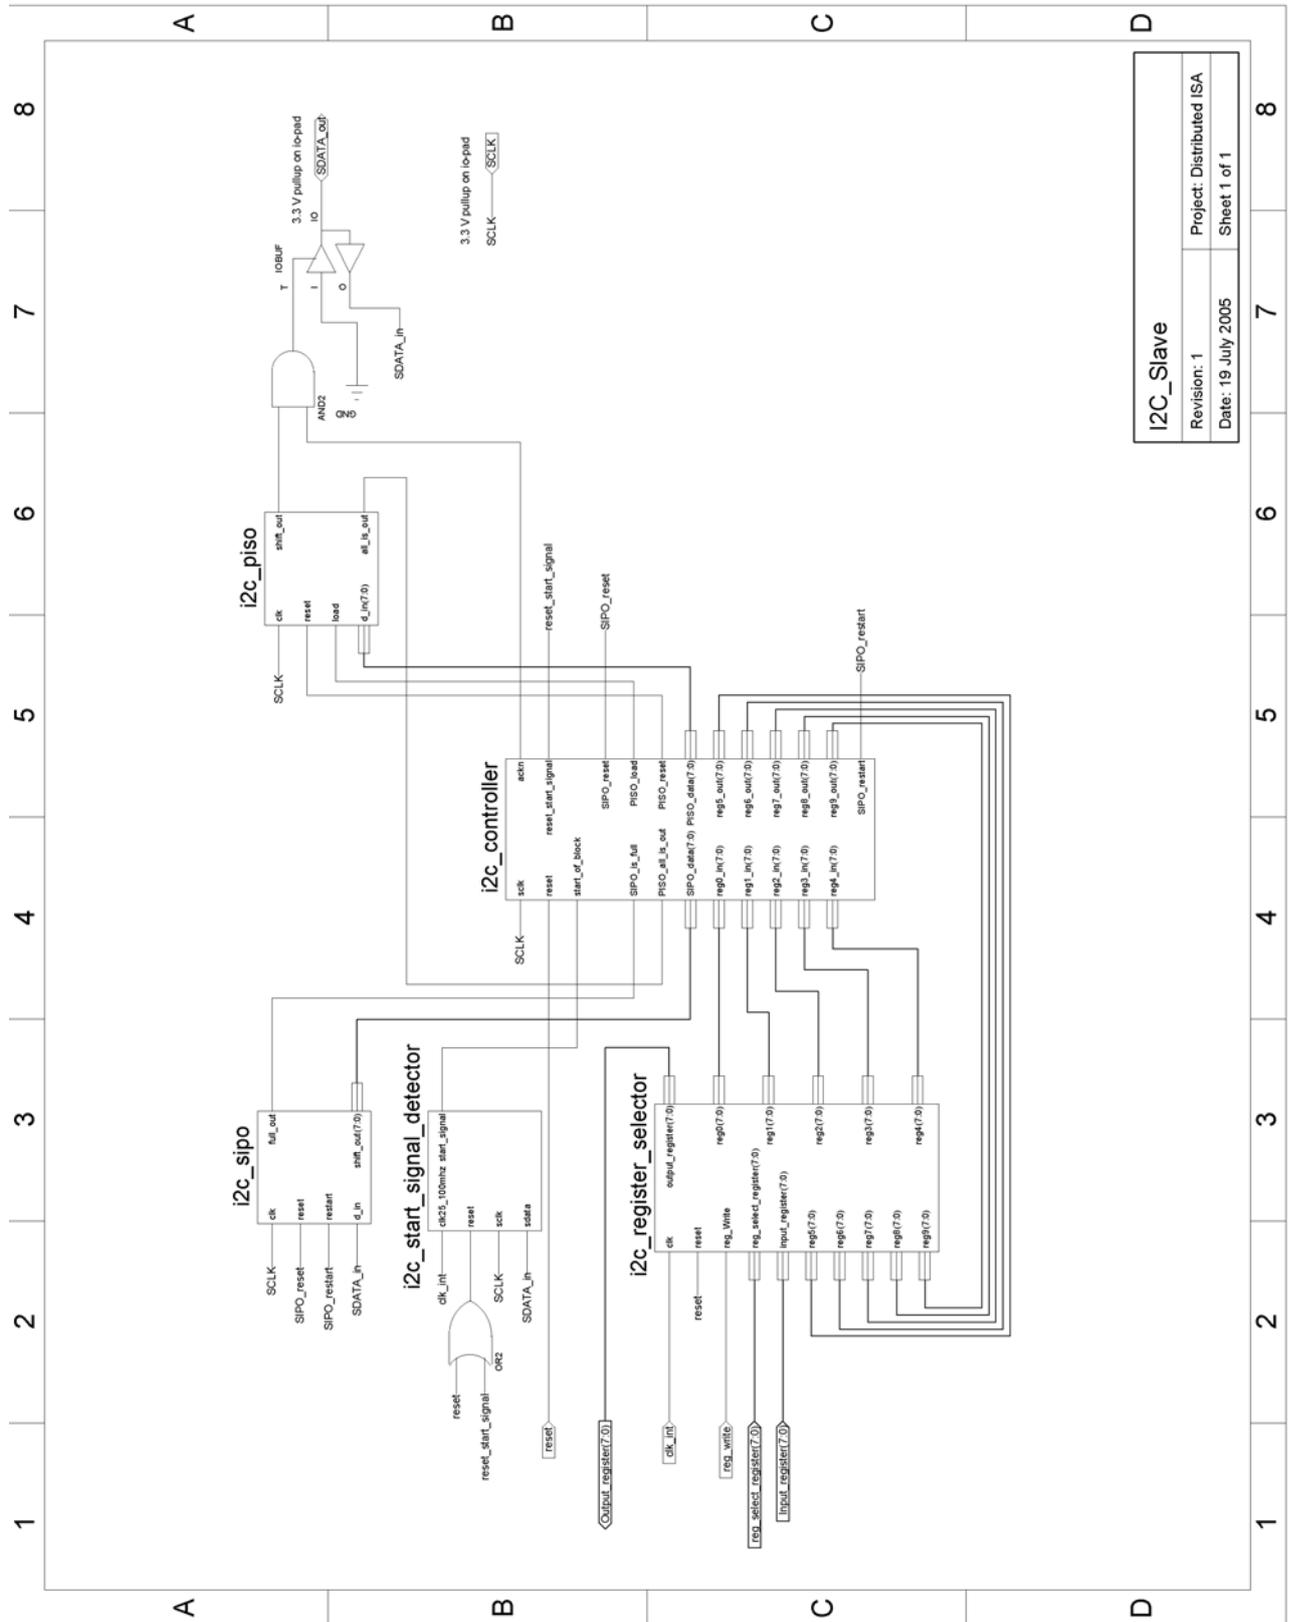 A
B
C
D
1
2
3
4
5
6
7
8
i2c_sipo
clk
full_out
reset
restart
d_in
shift_out(7:0)
SCLK
SIPO_reset
SIPO_restart
SDATA_in
i2c_start_signal_detector
clk25_100mhz
start_signal
reset
sclk
sdata
clk_int
SCLK
SDATA_in
OR2
reset
reset_start_signal
reset
i2c_register_selector
clk
output_register(7:0)
reset
reg_Write
reg_select_register(7:0)
input_register(7:0)
reg5(7:0)
reg6(7:0)
reg7(7:0)
reg8(7:0)
reg9(7:0)
reg0(7:0)
reg1(7:0)
reg2(7:0)
reg3(7:0)
reg4(7:0)
reset
Output_register(7:0)
clk_int
reg_write
reg_select_register(7:0)
Input_register(7:0)
i2c_controller
sclk
ackn
reset
reset_start_signal
start_of_block
SIPO_is_full
SIPO_reset
PISO_load
PISO_all_is_out
PISO_reset
SIPO_data(7:0)
PISO_data(7:0)
reg0_in(7:0)
reg5_out(7:0)
reg1_in(7:0)
reg6_out(7:0)
reg2_in(7:0)
reg7_out(7:0)
reg3_in(7:0)
reg8_out(7:0)
reg4_in(7:0)
reg9_out(7:0)
SIPO_restart
SCLK
reset_start_signal
SIPO_reset
SIPO_restart
i2c_piso
clk
shift_out
reset
load
d_in(7:0)
all_is_out
SCLK
AND2
GND
T
IOBUF
I
IO
O
SDATA_in
3.3 V pullup on io-pad
SDATA_out
3.3 V pullup on io-pad
SCLK
SCLK
I2C_Slave
Revision: 1
Project: Distributed ISA
Date: 19 July 2005
Sheet 1 of 1
1
2
3
4
5
6
7
8
A
B
C
D